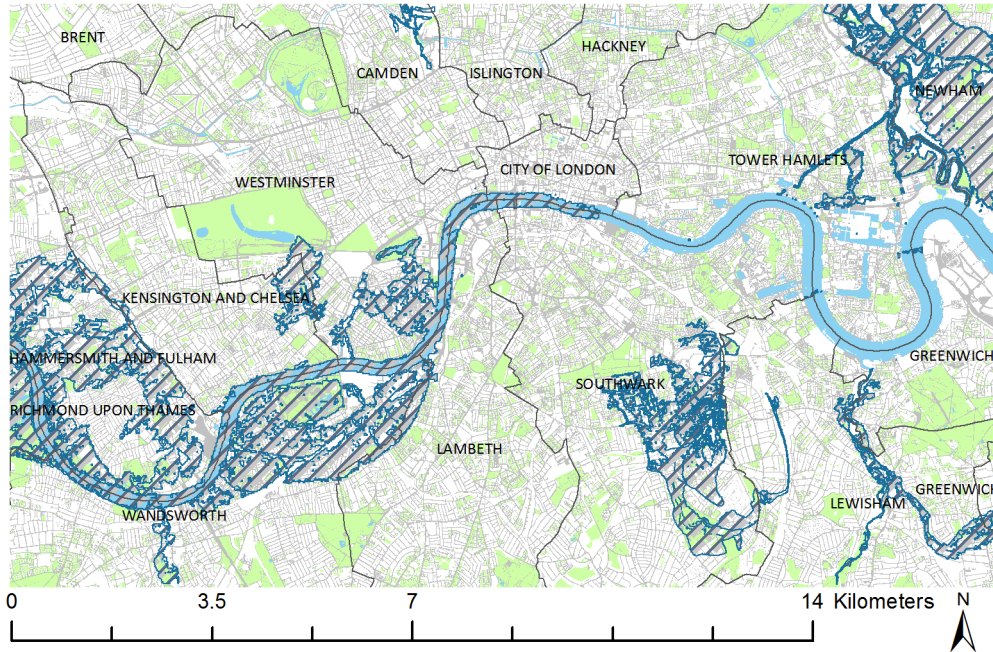 BRENT
HACKNEY
CAMDEN
ISLINGTON
NEWHAM
TOWER HAMLETS
CITY OF LONDON
WESTMINSTER
KENSINGTON AND CHELSEA
HAMMERSMITH AND FULHAM
GREENWICH
SOUTHWARK
RICHMOND UPON THAMES
LAMBETH
GREENWICH
LEWISHAM
WANDSWORTH
0 3.5 7 14 Kilometers
N